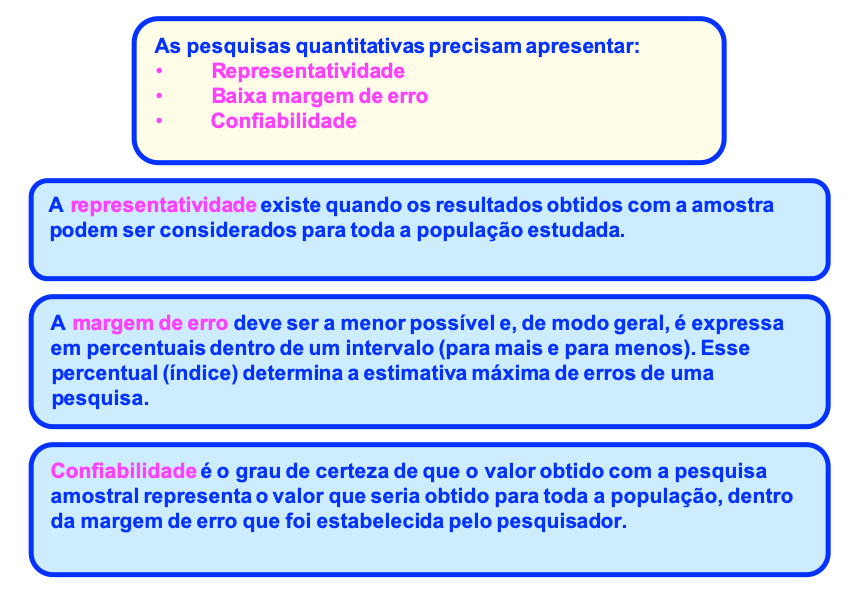 As pesquisas quantitativas precisam apresentar:
• Representatividade
• Baixa margem de erro
• Confiabilidade
A representatividade existe quando os resultados obtidos com a amostra
podem ser considerados para toda a população estudada.
A margem de erro deve ser a menor possível e, de modo geral, é expressa
em percentuais dentro de um intervalo (para mais e para menos). Esse
percentual (índice) determina a estimativa máxima de erros de uma
pesquisa.
Confiabilidade é o grau de certeza de que o valor obtido com a pesquisa
amostral representa o valor que seria obtido para toda a população, dentro
da margem de erro que foi estabelecida pelo pesquisador.